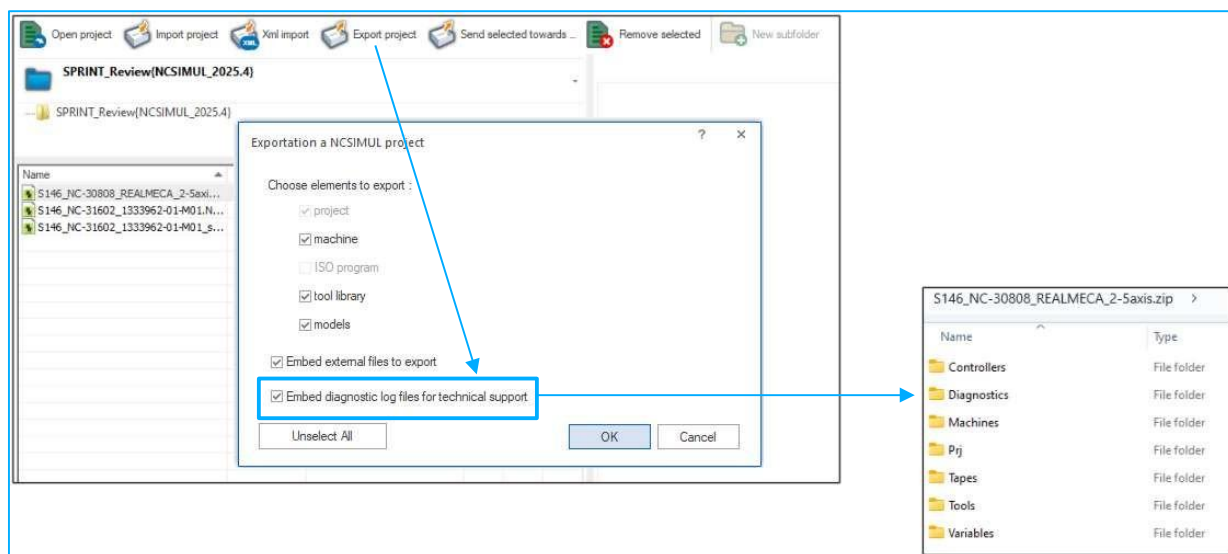 Open project Import project Xml import Export project Send selected towards ... Remove selected New subfolder
SPRINT_Review{NCSIMUL_2025.4}
SPRINT_Review{NCSIMUL_2025.4}
Exportation a NCSIMUL project ? ×
Choose elements to export :
project
machine
ISO program
tool library
models
Embed external files to export
Embed diagnostic log files for technical support
Unselect All OK Cancel
Name
S146_NC-30808_REALMECA_2-5axi...
S146_NC-31602_1333962-01-M01.N...
S146_NC-31602_1333962-01-M01_s...
S146_NC-30808_REALMECA_2-5axis.zip >
Name Type
Controllers File folder
Diagnostics File folder
Machines File folder
Prj File folder
Tapes File folder
Tools File folder
Variables File folder